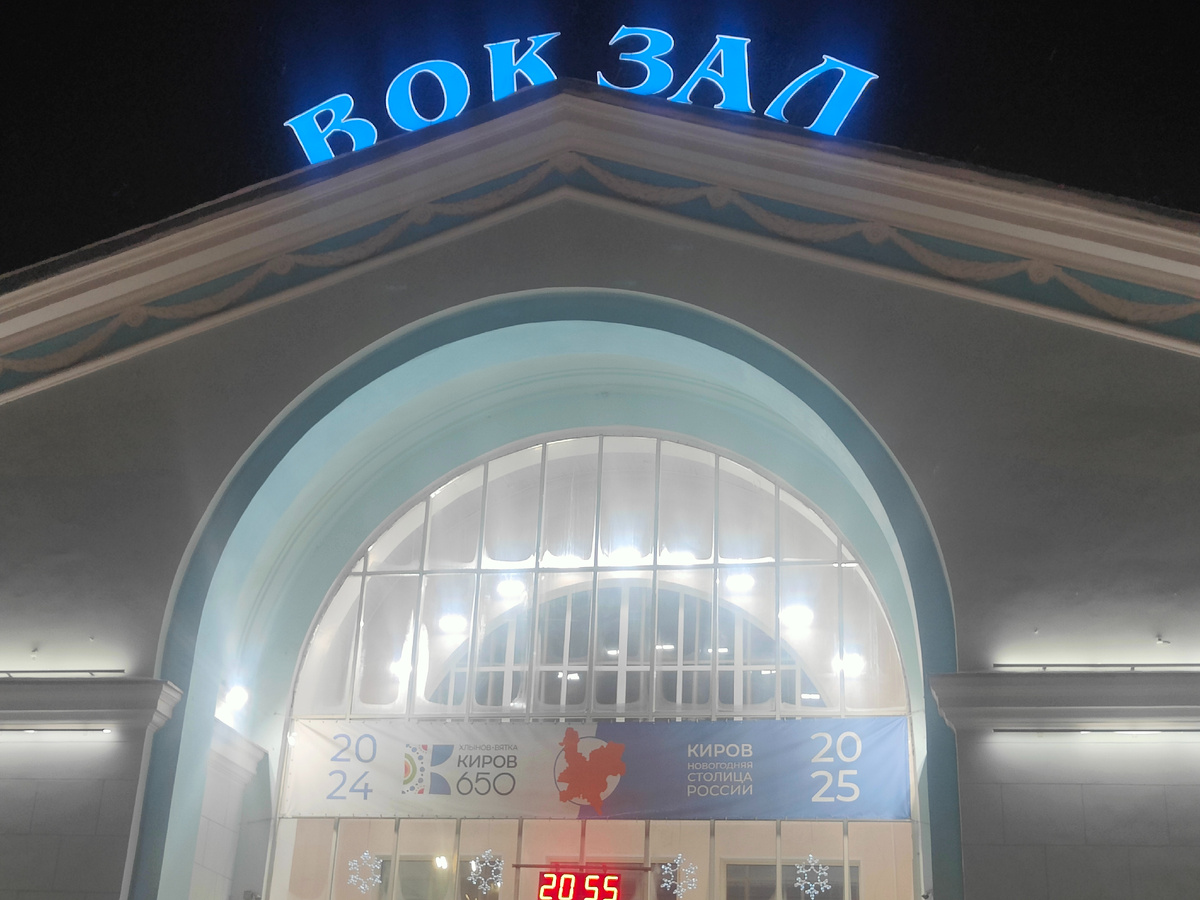 ВОКЗАЛ
20
24
ХЛЫНОВ-ВЯТКА
КИРОВ
650
КИРОВ
НОВОГОДНЯЯ
СТОЛИЦА
РОССИИ
20
25
20 55